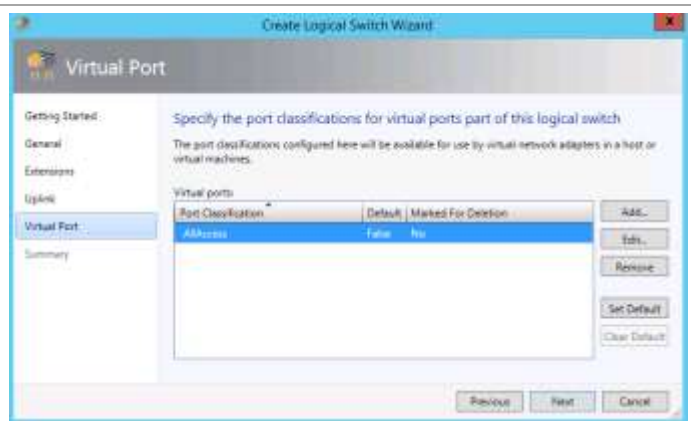 Create Logical Switch Wizard
Virtual Port
Getting Started
General
Extensions
Uplink
Virtual Port
Summary
Specify the port classifications for virtual ports part of this logical switch
The port classifications configured here will be available for use by virtual network adapters in a host or
virtual machines.
Virtual ports
Port Classification Default Marked For Deletion
AllAccess False No
Add...
Edit...
Remove
Set Default
Clear Default
Previous Next Cancel